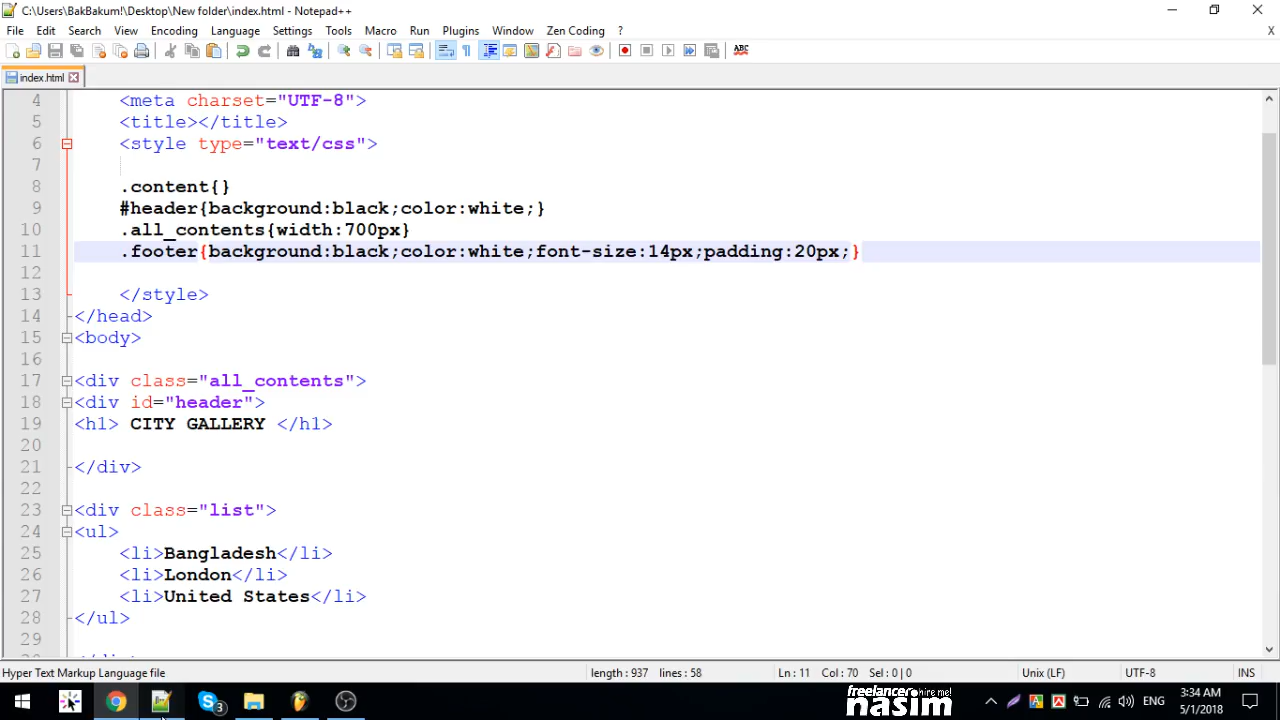 C:\Users\BakBakum!\Desktop\New folder\index.html - Notepad++
File Edit Search View Encoding Language Settings Tools Macro Run Plugins Window Zen Coding ? X
ABC
index.html
4 <meta charset="UTF-8">
5 <title></title>
6 <style type="text/css">
7
8 .content{}
9 #header{background:black;color:white;}
10 .all_contents{width:700px}
11 .footer{background:black;color:white;font-size:14px;padding:20px;}
12
13 </style>
14 </head>
15 <body>
16
17 <div class="all_contents">
18 <div id="header">
19 <h1> CITY GALLERY </h1>
20
21 </div>
22
23 <div class="list">
24 <ul>
25 <li>Bangladesh</li>
26 <li>London</li>
27 <li>United States</li>
28 </ul>
29
Hyper Text Markup Language file length : 937 lines : 58 Ln : 11 Col : 70 Sel : 0 | 0 Unix (LF) UTF-8 INS
3 freelancer nasim hire me! ENG 3:34 AM
5/1/2018